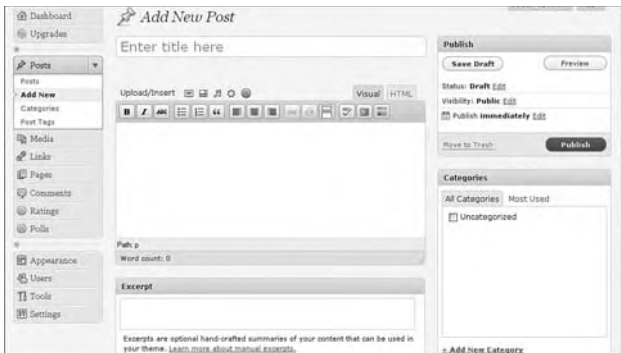 Dashboard
Upgrades
Posts
Posts
Add New
Categories
Post Tags
Media
Links
Pages
Comments
Ratings
Polls
Appearance
Users
Tools
Settings
Add New Post
Enter title here
Upload/Insert
Visual HTML
B I ABC
Path: p
Word count: 0
Excerpt
Excerpts are optional hand-crafted summaries of your content that can be used in
your theme. Learn more about manual excerpts.
Publish
Save Draft Preview
Status: Draft Edit
Visibility: Public Edit
Publish immediately Edit
Move to Trash Publish
Categories
All Categories Most Used
Uncategorized
+ Add New Category